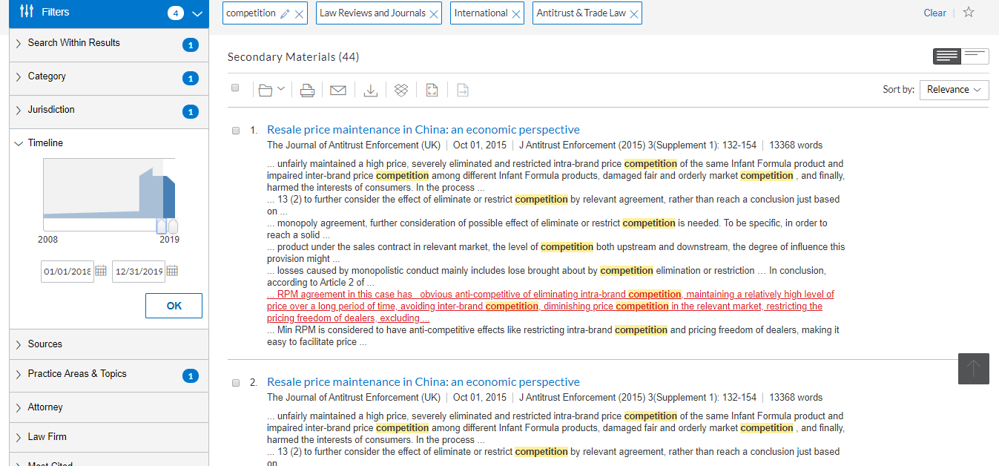 Filters 4
competition
Law Reviews and Journals
International
Antitrust & Trade Law
Clear
Search Within Results 1
Category 1
Jurisdiction 1
Timeline
2008 2019
01/01/2018 12/31/2019
OK
Sources
Practice Areas & Topics 1
Attorney
Law Firm
Most Cited
Secondary Materials (44)
Sort by: Relevance
1. Resale price maintenance in China: an economic perspective
The Journal of Antitrust Enforcement (UK) | Oct 01, 2015 | J Antitrust Enforcement (2015) 3(Supplement 1): 132-154 | 13368 words
... unfairly maintained a high price, severely eliminated and restricted intra-brand price competition of the same Infant Formula product and
impaired inter-brand price competition among different Infant Formula products, damaged fair and orderly market competition , and finally,
harmed the interests of consumers. In the process ...
... 13 (2) to further consider the effect of eliminate or restrict competition by relevant agreement, rather than reach a conclusion just based
on ...
... monopoly agreement, further consideration of possible effect of eliminate or restrict competition is needed. To be specific, in order to
reach a solid ...
... product under the sales contract in relevant market, the level of competition both upstream and downstream, the degree of influence this
provision might ...
... losses caused by monopolistic conduct mainly includes lose brought about by competition elimination or restriction … In conclusion,
according to Article 2 of ...
... RPM agreement in this case has obvious anti-competitive of eliminating intra-brand competition, maintaining a relatively high level of
price over a long period of time, avoiding inter-brand competition, diminishing price competition in the relevant market, restricting the
pricing freedom of dealers, excluding ...
... Min RPM is considered to have anti-competitive effects like restricting intra-brand competition and pricing freedom of dealers, making it
easy to facilitate price ...
2. Resale price maintenance in China: an economic perspective
The Journal of Antitrust Enforcement (UK) | Oct 01, 2015 | J Antitrust Enforcement (2015) 3(Supplement 1): 132-154 | 13368 words
... unfairly maintained a high price, severely eliminated and restricted intra-brand price competition of the same Infant Formula product and
impaired inter-brand price competition among different Infant Formula products, damaged fair and orderly market competition , and finally,
harmed the interests of consumers. In the process ...
... 13 (2) to further consider the effect of eliminate or restrict competition by relevant agreement, rather than reach a conclusion just based
on